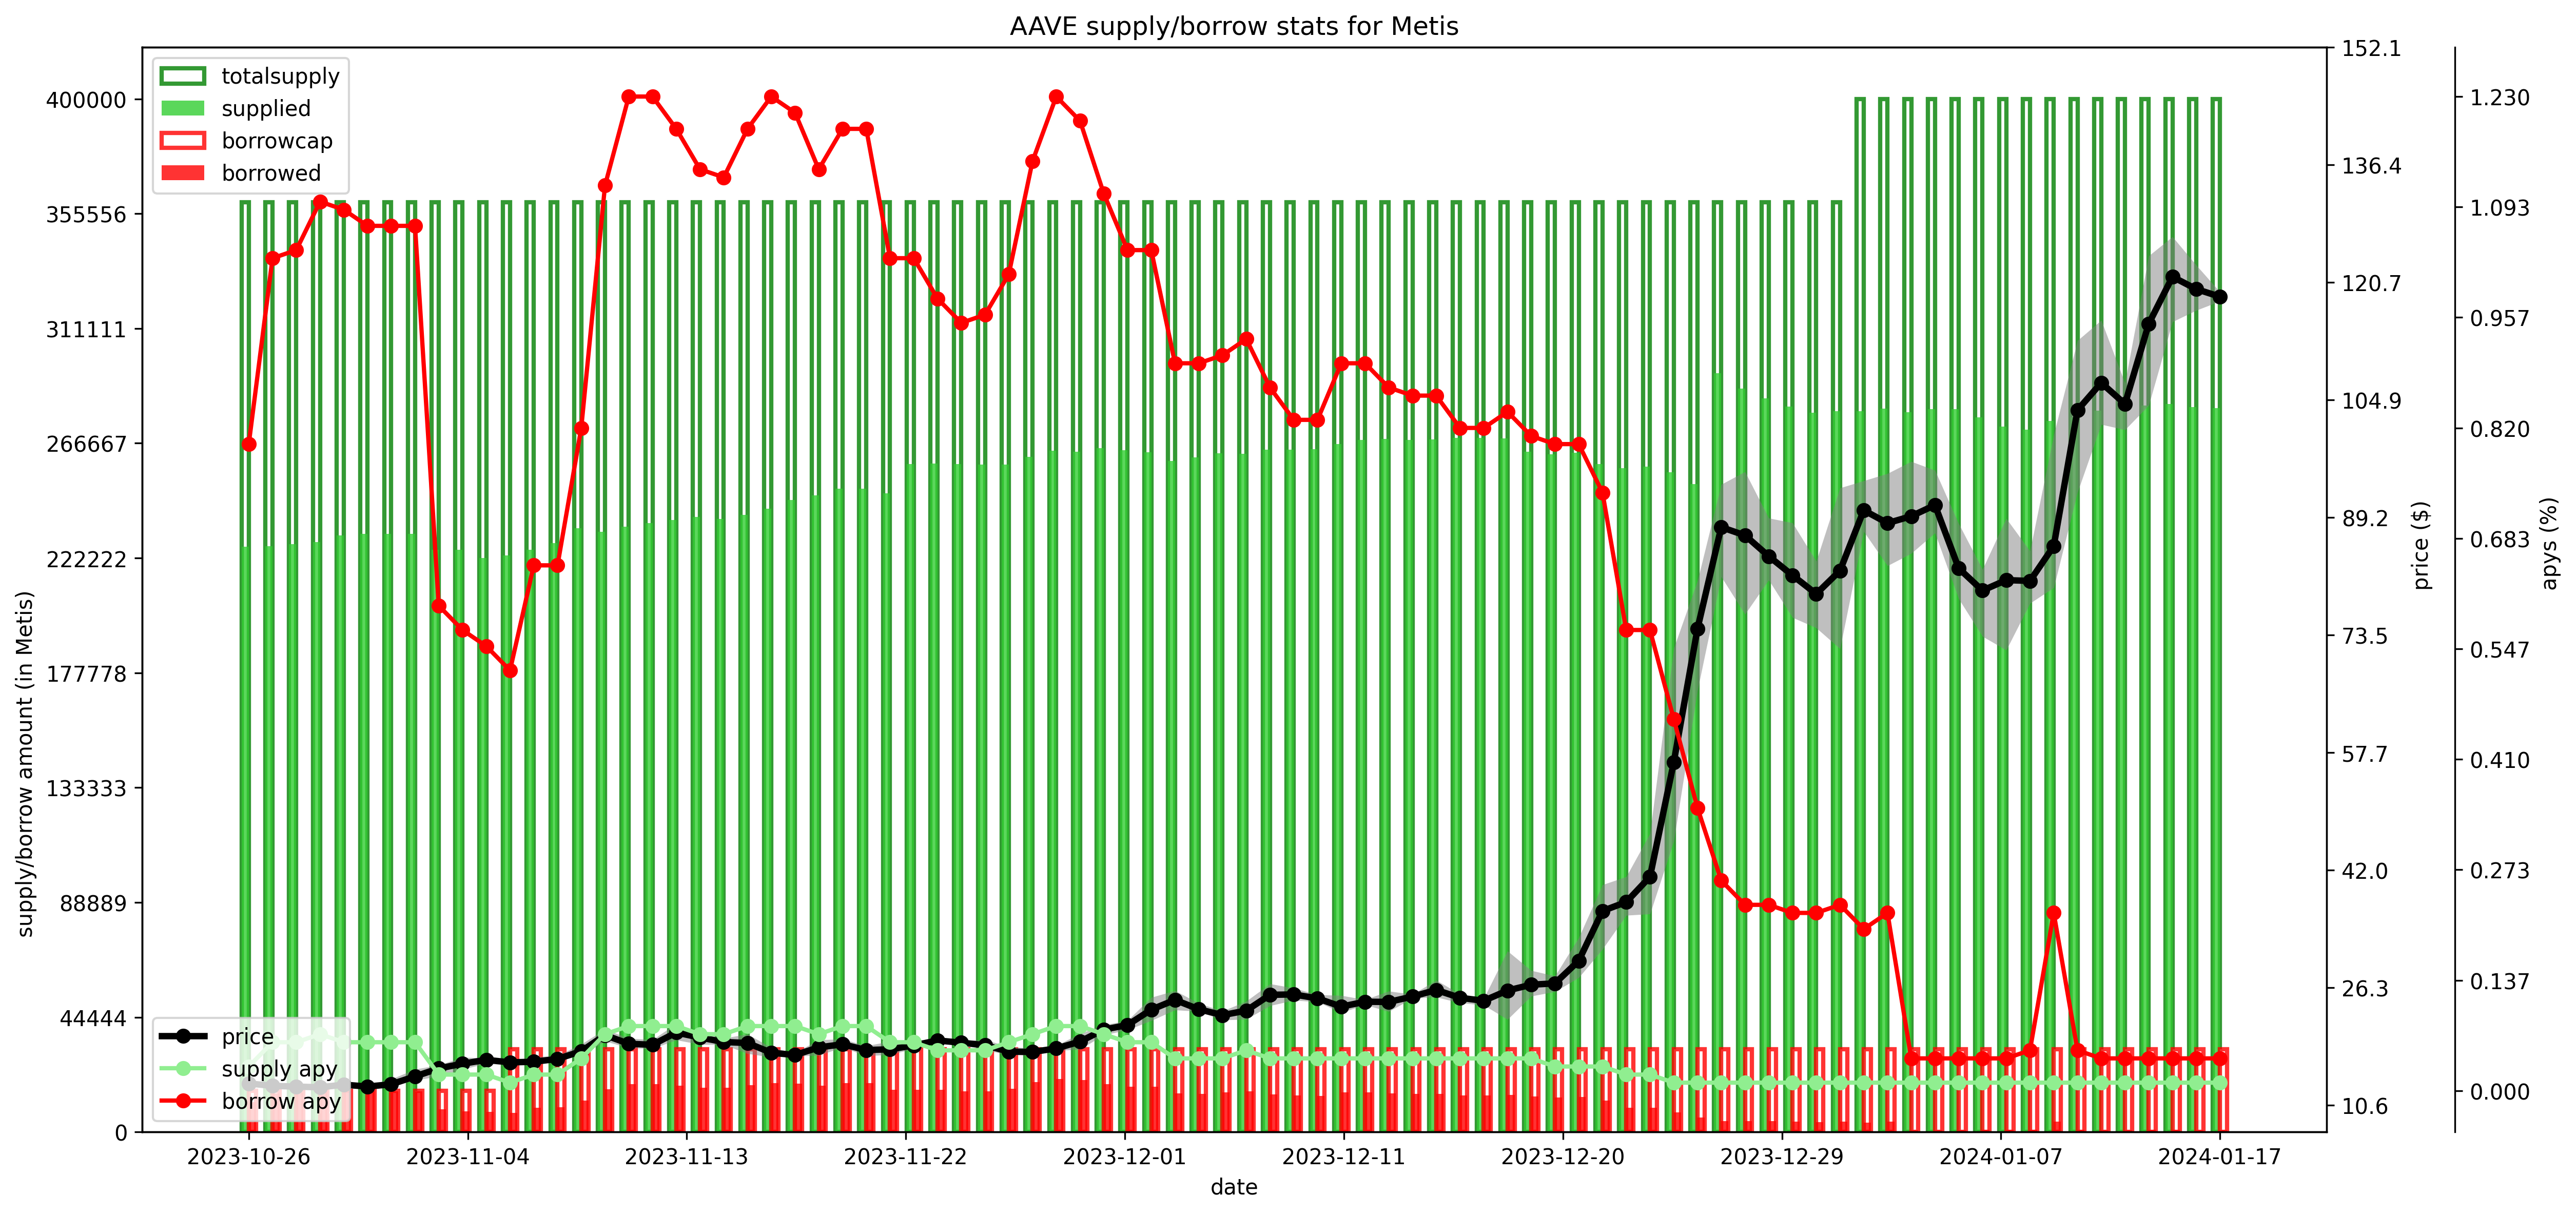 AAVE supply/borrow stats for Metis
totalsupply
supplied
borrowcap
borrowed
price
supply apy
borrow apy
supply/borrow amount (in Metis)
400000
355556
311111
266667
222222
177778
133333
88889
44444
0
152.1
136.4
120.7
104.9
89.2
73.5
57.7
42.0
26.3
10.6
price ($)
1.230
1.093
0.957
0.820
0.683
0.547
0.410
0.273
0.137
0.000
apys (%)
2023-10-26 2023-11-04 2023-11-13 2023-11-22 2023-12-01 2023-12-11 2023-12-20 2023-12-29 2024-01-07 2024-01-17
date